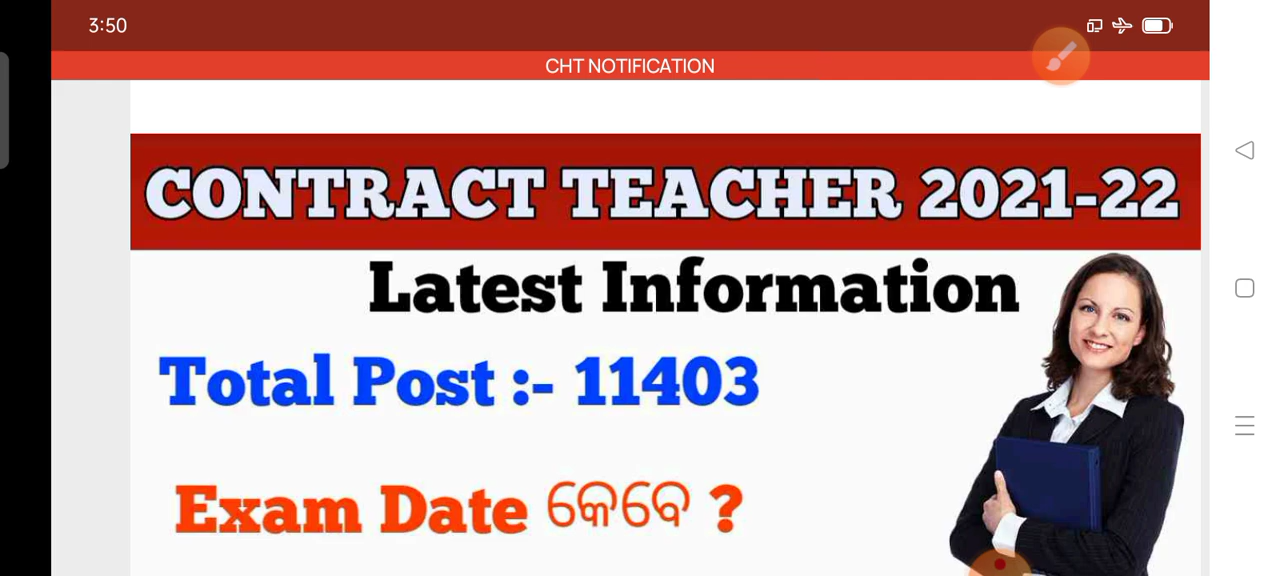 3:50
CHT NOTIFICATION
CONTRACT TEACHER 2021-22
Latest Information
Total Post :- 11403
Exam Date କେବେ ?